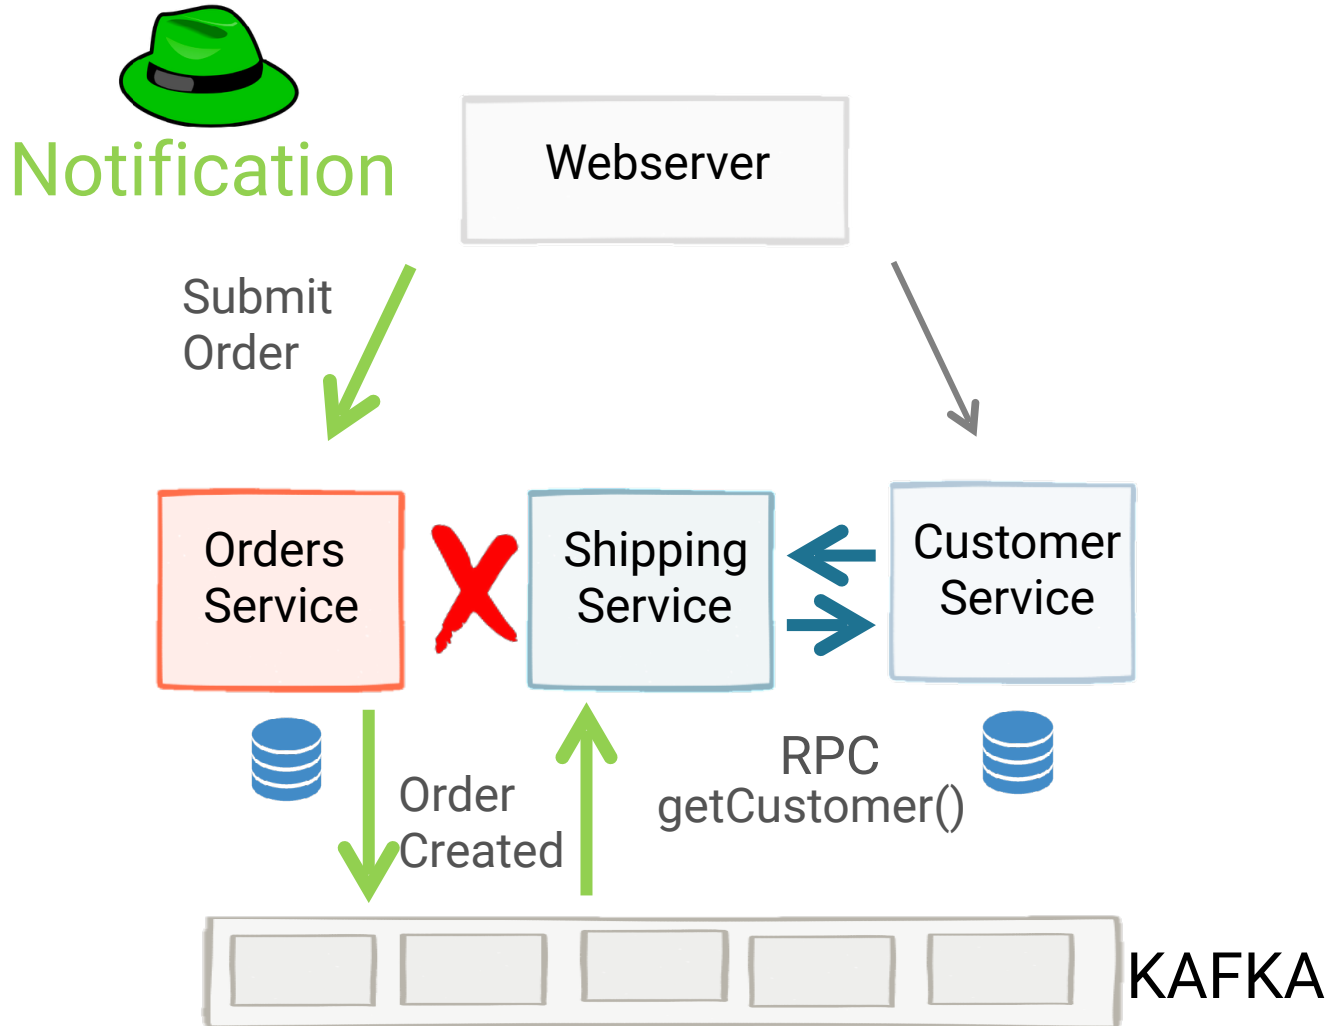 Notification
Webserver
Submit
Order
Orders
Service
Shipping
Service
Customer
Service
Order
Created
RPC
getCustomer()
KAFKA